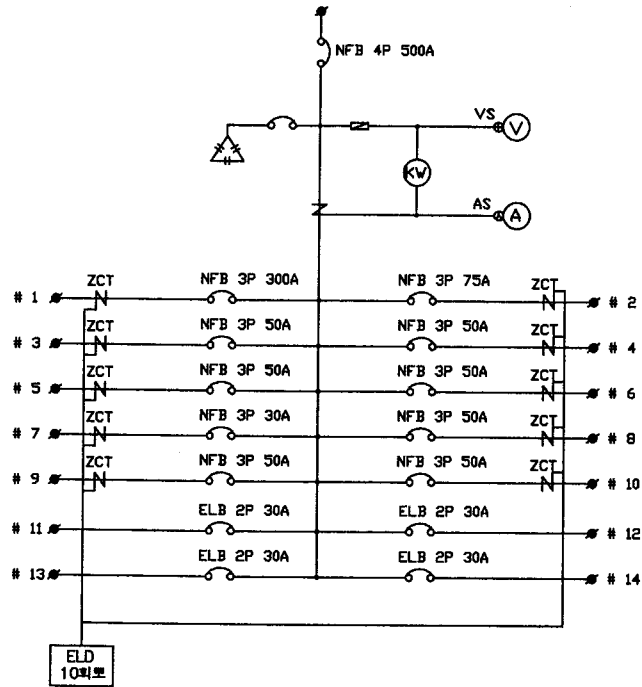 NFB 4P 500A
VS
V
KW
AS
A
ZCT NFB 3P 300A NFB 3P 75A ZCT
# 1 # 2
ZCT NFB 3P 50A NFB 3P 50A ZCT
# 3 # 4
ZCT NFB 3P 50A NFB 3P 50A ZCT
# 5 # 6
ZCT NFB 3P 30A NFB 3P 50A ZCT
# 7 # 8
ZCT NFB 3P 50A NFB 3P 50A ZCT
# 9 # 10
ELB 2P 30A ELB 2P 30A
# 11 # 12
ELB 2P 30A ELB 2P 30A
# 13 # 14
ELD
10회로